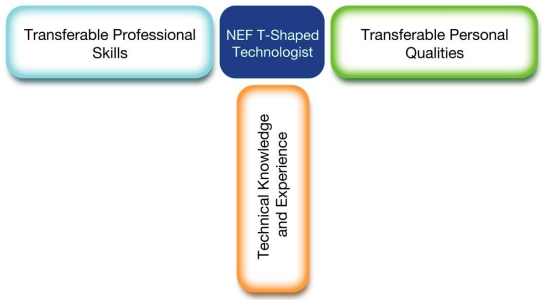 Transferable Professional
Skills
NEF T-Shaped
Technologist
Transferable Personal
Qualities
Technical Knowledge
and Experience